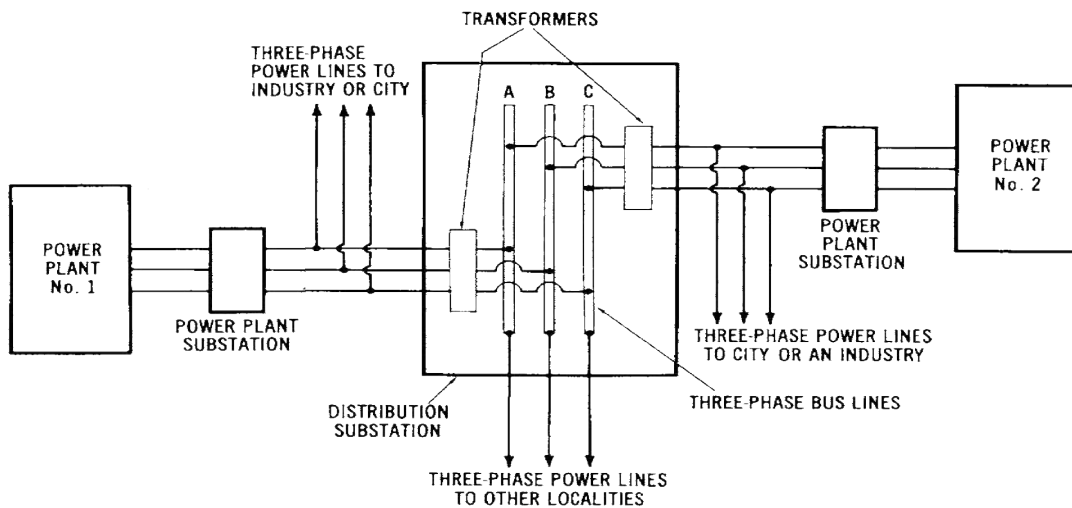 TRANSFORMERS
THREE-PHASE
POWER LINES TO
INDUSTRY OR CITY
A B C
POWER
PLANT
No. 2
POWER
PLANT
SUBSTATION
POWER
PLANT
No. 1
POWER PLANT
SUBSTATION
THREE-PHASE POWER LINES
TO CITY OR AN INDUSTRY
THREE-PHASE BUS LINES
DISTRIBUTION
SUBSTATION
THREE-PHASE POWER LINES
TO OTHER LOCALITIES